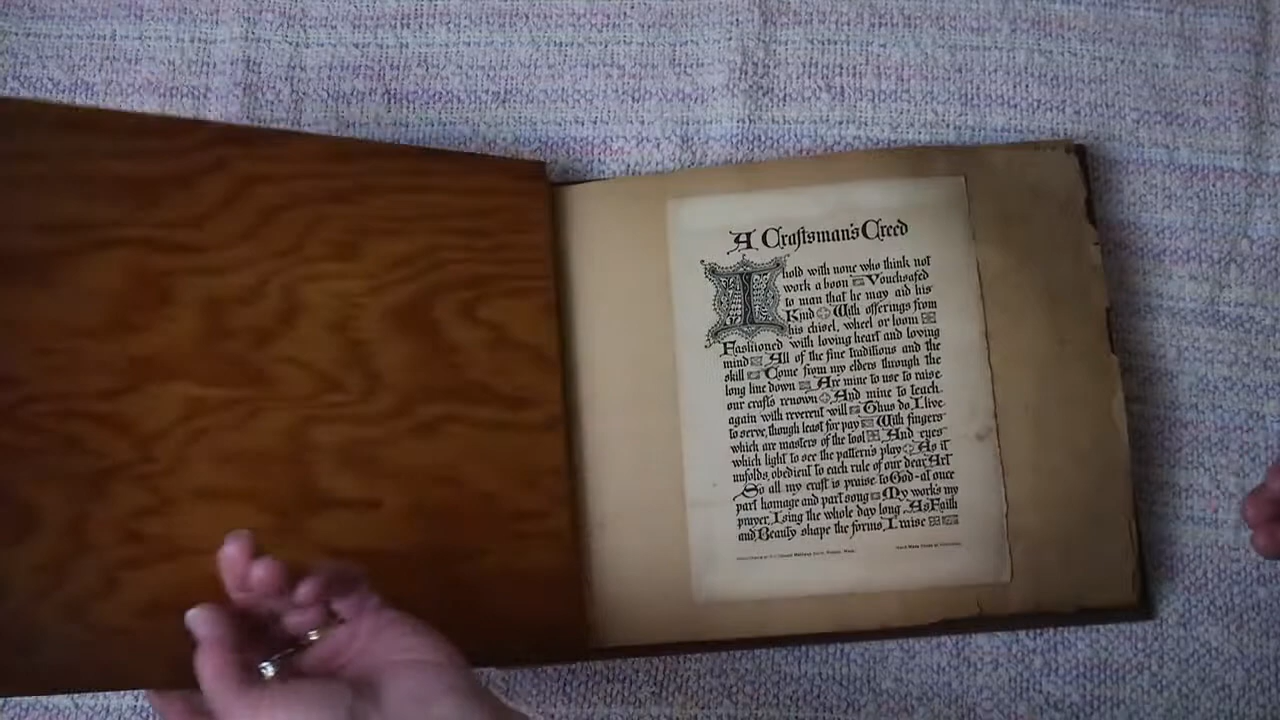 A Craftsman's Creed
I hold with none who think not
work a boon Vouchsafed
to man that he may aid his
Kind With offerings from
his chisel, wheel or loom
Fashioned with loving heart and loving
mind All of the fine traditions and the
skill Come from my elders through the
long line down Are mine to use to raise
our crafts renown And mine to teach
again with reverent will Thus do I live
to serve, though least for pay With fingers
which are masters of the tool And eyes
which light to see the pattern's play As it
unfolds, obedient to each rule of our dear Art
So all my craft is praise to God-at once
part homage and part song My work's my
prayer, I sing the whole day long As Faith
and Beauty shape the forms I raise